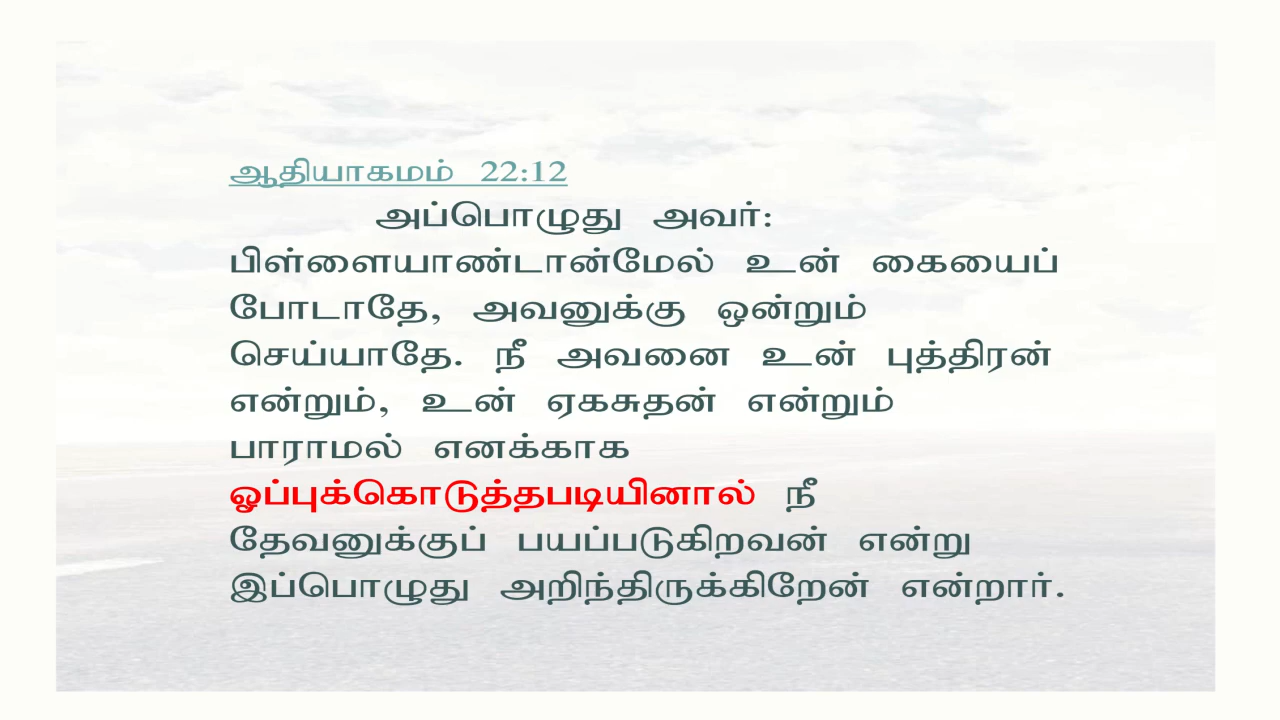 ஆதியாகமம் 22:12
அப்பொழுது அவர்:
பிள்ளையாண்டான்மேல் உன் கையைப்
போடாதே, அவனுக்கு ஒன்றும்
செய்யாதே. நீ அவனை உன் புத்திரன்
என்றும், உன் ஏகசுதன் என்றும்
பாராமல் எனக்காக
ஓப்புக்கொடுத்தபடியினால் நீ
தேவனுக்குப் பயப்படுகிறவன் என்று
இப்பொழுது அறிந்திருக்கிறேன் என்றார்.